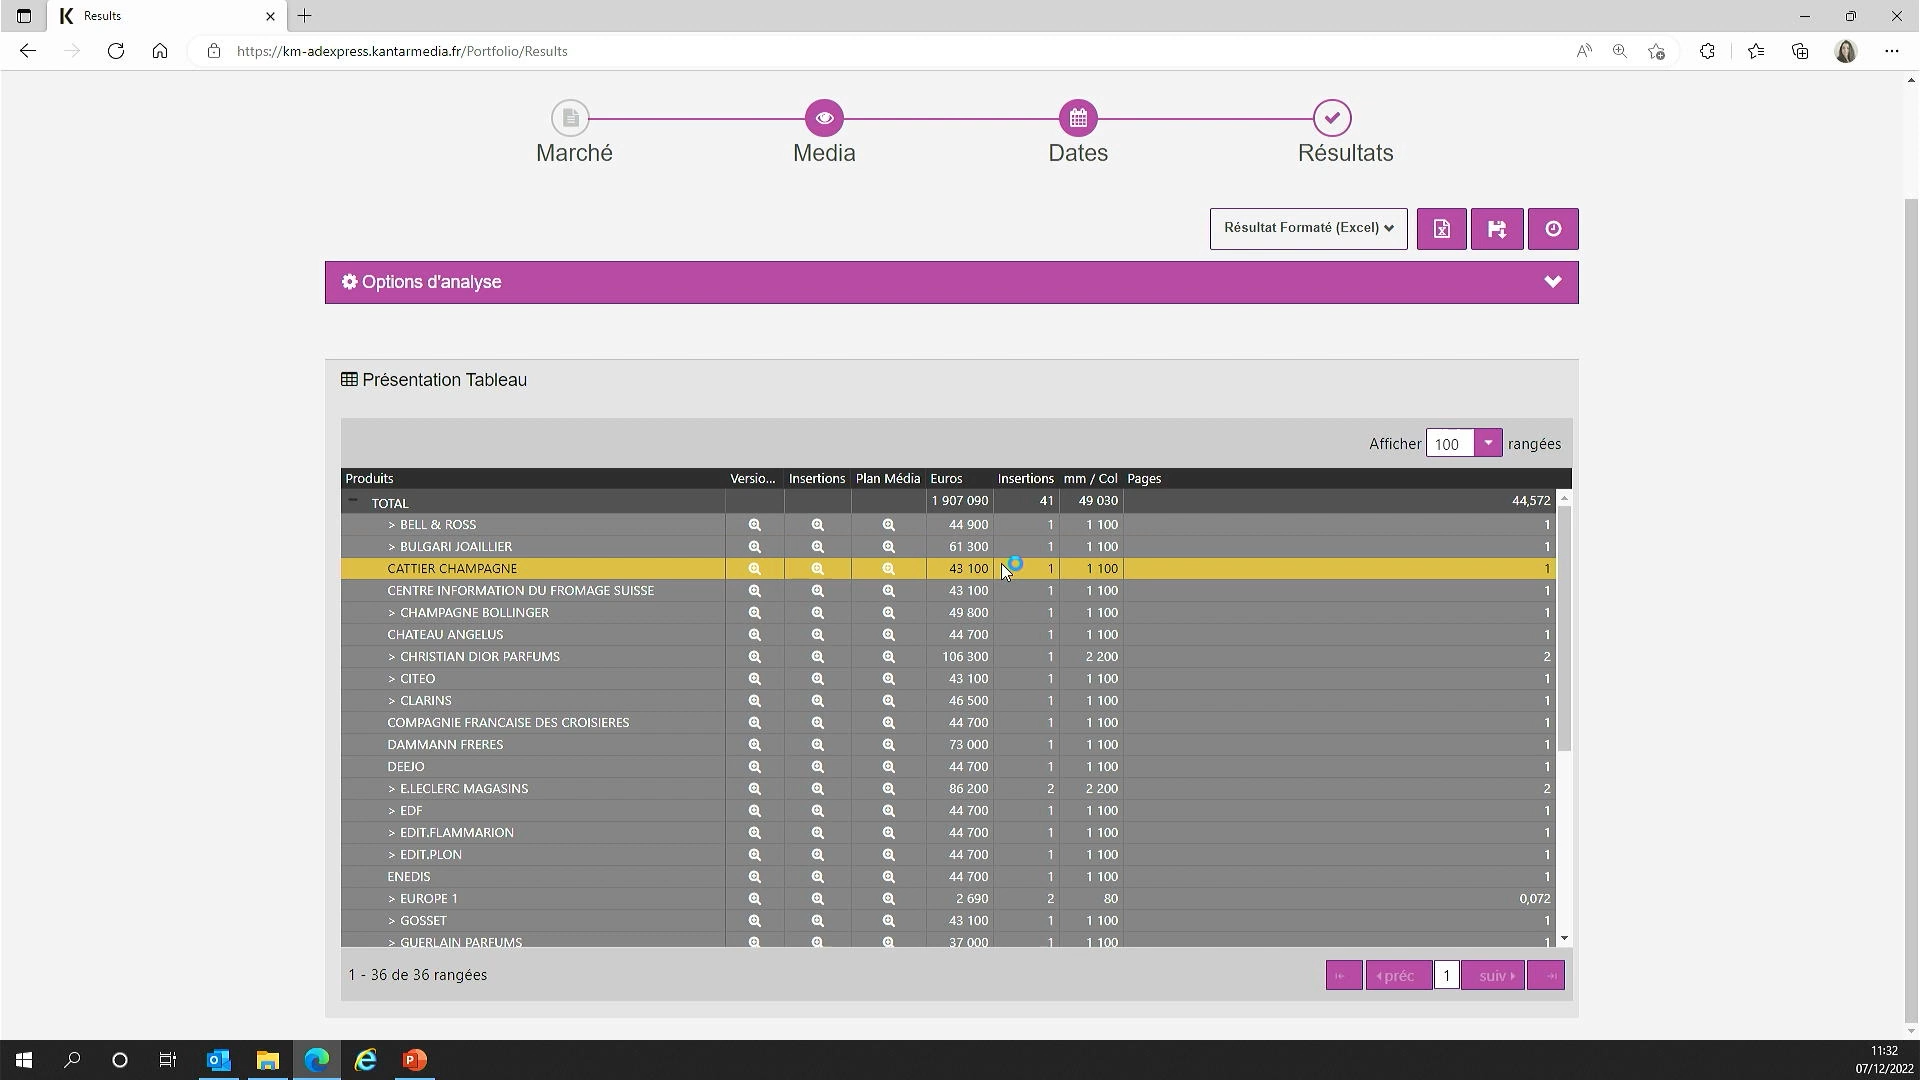 Results
https://km-adexpress.kantarmedia.fr/Portfolio/Results
Marché Media Dates Résultats
Résultat Formaté (Excel)
Options d'analyse
Présentation Tableau
Afficher 100 rangées
Produits Versio... Insertions Plan Média Euros Insertions mm / Col Pages
TOTAL 1 907 090 41 49 030 44,572
> BELL & ROSS 44 900 1 1 100 1
> BULGARI JOAILLIER 61 300 1 1 100 1
CATTIER CHAMPAGNE 43 100 1 1 100 1
CENTRE INFORMATION DU FROMAGE SUISSE 43 100 1 1 100 1
> CHAMPAGNE BOLLINGER 49 800 1 1 100 1
CHATEAU ANGELUS 44 700 1 1 100 1
> CHRISTIAN DIOR PARFUMS 106 300 1 2 200 2
> CITEO 43 100 1 1 100 1
> CLARINS 46 500 1 1 100 1
COMPAGNIE FRANCAISE DES CROISIERES 44 700 1 1 100 1
DAMMANN FRERES 73 000 1 1 100 1
DEEJO 44 700 1 1 100 1
> E.LECLERC MAGASINS 86 200 2 2 200 2
> EDF 44 700 1 1 100 1
> EDIT.FLAMMARION 44 700 1 1 100 1
> EDIT.PLON 44 700 1 1 100 1
ENEDIS 44 700 1 1 100 1
> EUROPE 1 2 690 2 80 0,072
> GOSSET 43 100 1 1 100 1
> GUERLAIN PARFUMS 37 000 1 1 100 1
1 - 36 de 36 rangées
préc 1 suiv
11:32
07/12/2022